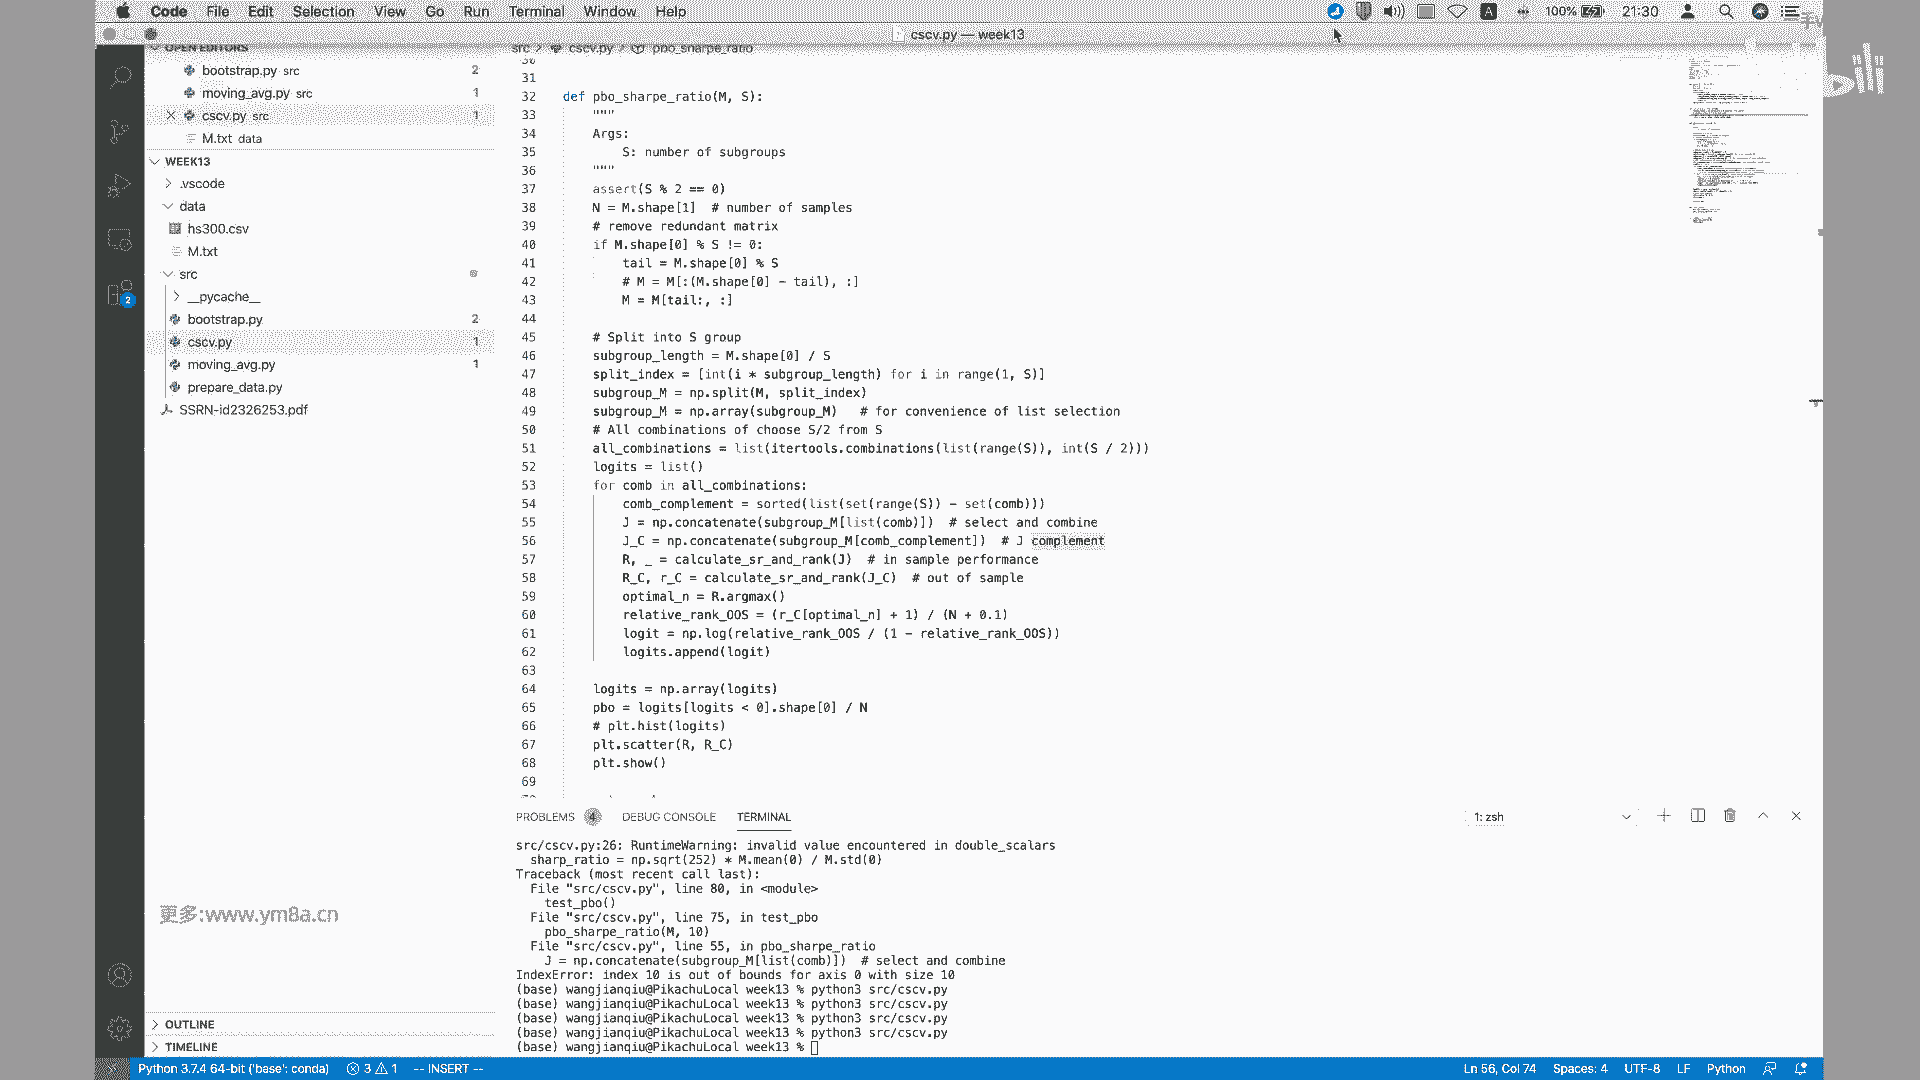 Code File Edit Selection View Go Run Terminal Window Help
100% 21:30
cscv.py — week13
OPEN EDITORS
bootstrap.py src 2
moving_avg.py src 1
cscv.py src 1
M.txt data
WEEK13
.vscode
data
hs300.csv
M.txt
src
__pycache__
bootstrap.py 2
cscv.py 1
moving_avg.py 1
prepare_data.py
SSRN-id2326253.pdf
OUTLINE
TIMELINE
2
src > cscv.py > pbo_sharpe_ratio
30
31
32 def pbo_sharpe_ratio(M, S):
33 """
34 Args:
35 S: number of subgroups
36 """
37 assert(S % 2 == 0)
38 N = M.shape[1]  # number of samples
39 # remove redundant matrix
40 if M.shape[0] % S != 0:
41 tail = M.shape[0] % S
42 # M = M[:(M.shape[0] - tail), :]
43 M = M[tail:, :]
44
45 # Split into S group
46 subgroup_length = M.shape[0] / S
47 split_index = [int(i * subgroup_length) for i in range(1, S)]
48 subgroup_M = np.split(M, split_index)
49 subgroup_M = np.array(subgroup_M)   # for convenience of list selection
50 # All combinations of choose S/2 from S
51 all_combinations = list(itertools.combinations(list(range(S)), int(S / 2)))
52 logits = list()
53 for comb in all_combinations:
54 comb_complement = sorted(list(set(range(S)) - set(comb)))
55 J = np.concatenate(subgroup_M[list(comb)])  # select and combine
56 J_C = np.concatenate(subgroup_M[comb_complement])  # J complement
57 R, _ = calculate_sr_and_rank(J)  # in sample performance
58 R_C, r_C = calculate_sr_and_rank(J_C)  # out of sample
59 optimal_n = R.argmax()
60 relative_rank_OOS = (r_C[optimal_n] + 1) / (N + 0.1)
61 logit = np.log(relative_rank_OOS / (1 - relative_rank_OOS))
62 logits.append(logit)
63
64 logits = np.array(logits)
65 pbo = logits[logits < 0].shape[0] / N
66 # plt.hist(logits)
67 plt.scatter(R, R_C)
68 plt.show()
69
PROBLEMS 4 DEBUG CONSOLE TERMINAL 1: zsh
src/cscv.py:26: RuntimeWarning: invalid value encountered in double_scalars
sharp_ratio = np.sqrt(252) * M.mean(0) / M.std(0)
Traceback (most recent call last):
File "src/cscv.py", line 80, in <module>
test_pbo()
File "src/cscv.py", line 75, in test_pbo
pbo_sharpe_ratio(M, 10)
File "src/cscv.py", line 55, in pbo_sharpe_ratio
J = np.concatenate(subgroup_M[list(comb)])  # select and combine
IndexError: index 10 is out of bounds for axis 0 with size 10
(base) wangjianqiu@PikachuLocal week13 % python3 src/cscv.py
(base) wangjianqiu@PikachuLocal week13 % python3 src/cscv.py
(base) wangjianqiu@PikachuLocal week13 % python3 src/cscv.py
(base) wangjianqiu@PikachuLocal week13 % python3 src/cscv.py
(base) wangjianqiu@PikachuLocal week13 %
更多:www.ym8a.cn
Python 3.7.4 64-bit ('base': conda) 3 1 -- INSERT -- Ln 56, Col 74 Spaces: 4 UTF-8 LF Python